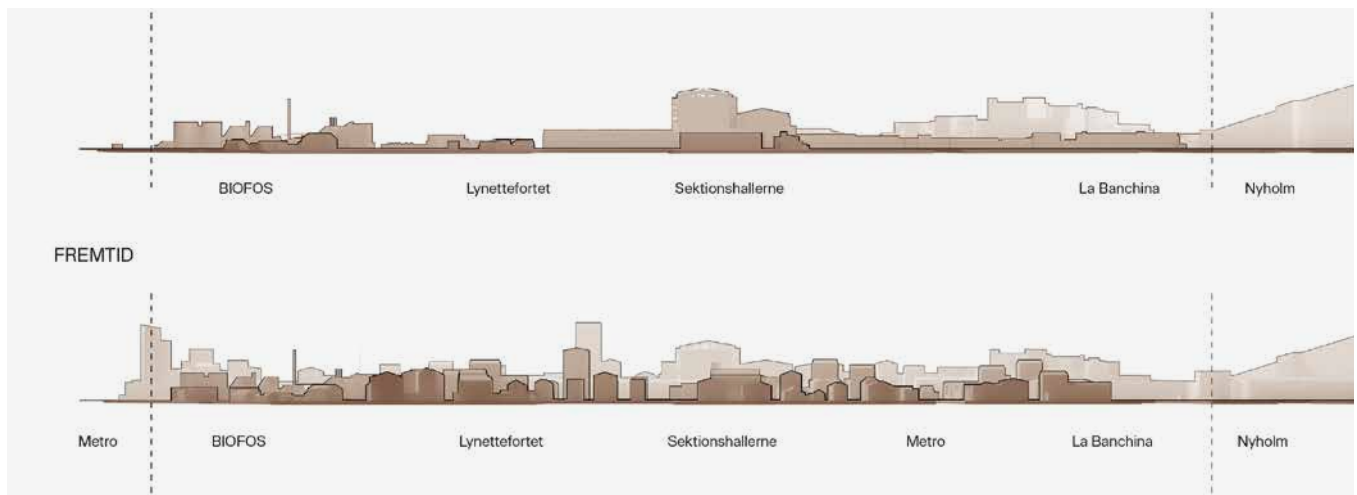 BIOFOS Lynettefortet Sektionshallerne La Banchina Nyholm
FREMTID
Metro BIOFOS Lynettefortet Sektionshallerne Metro La Banchina Nyholm